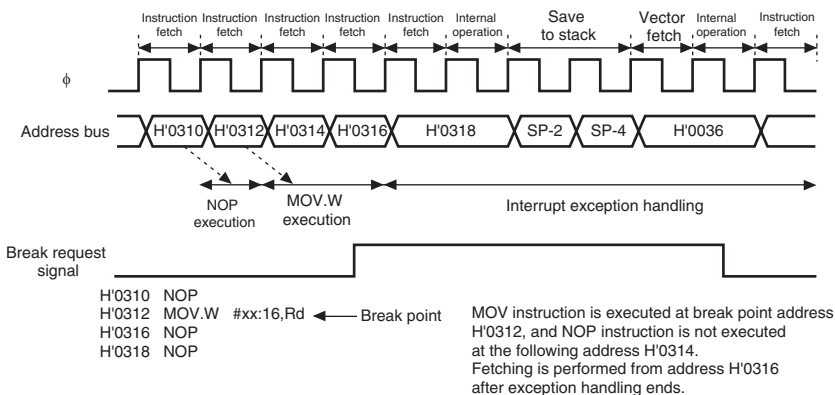 Instruction fetch Instruction fetch Instruction fetch Instruction fetch Instruction fetch Internal operation Save to stack Vector fetch Internal operation Instruction fetch
φ
Address bus H'0310 H'0312 H'0314 H'0316 H'0318 SP-2 SP-4 H'0036
NOP execution MOV.W execution Interrupt exception handling
Break request signal
H'0310 NOP
H'0312 MOV.W #xx:16,Rd Break point
H'0316 NOP
H'0318 NOP
MOV instruction is executed at break point address
H'0312, and NOP instruction is not executed
at the following address H'0314.
Fetching is performed from address H'0316
after exception handling ends.